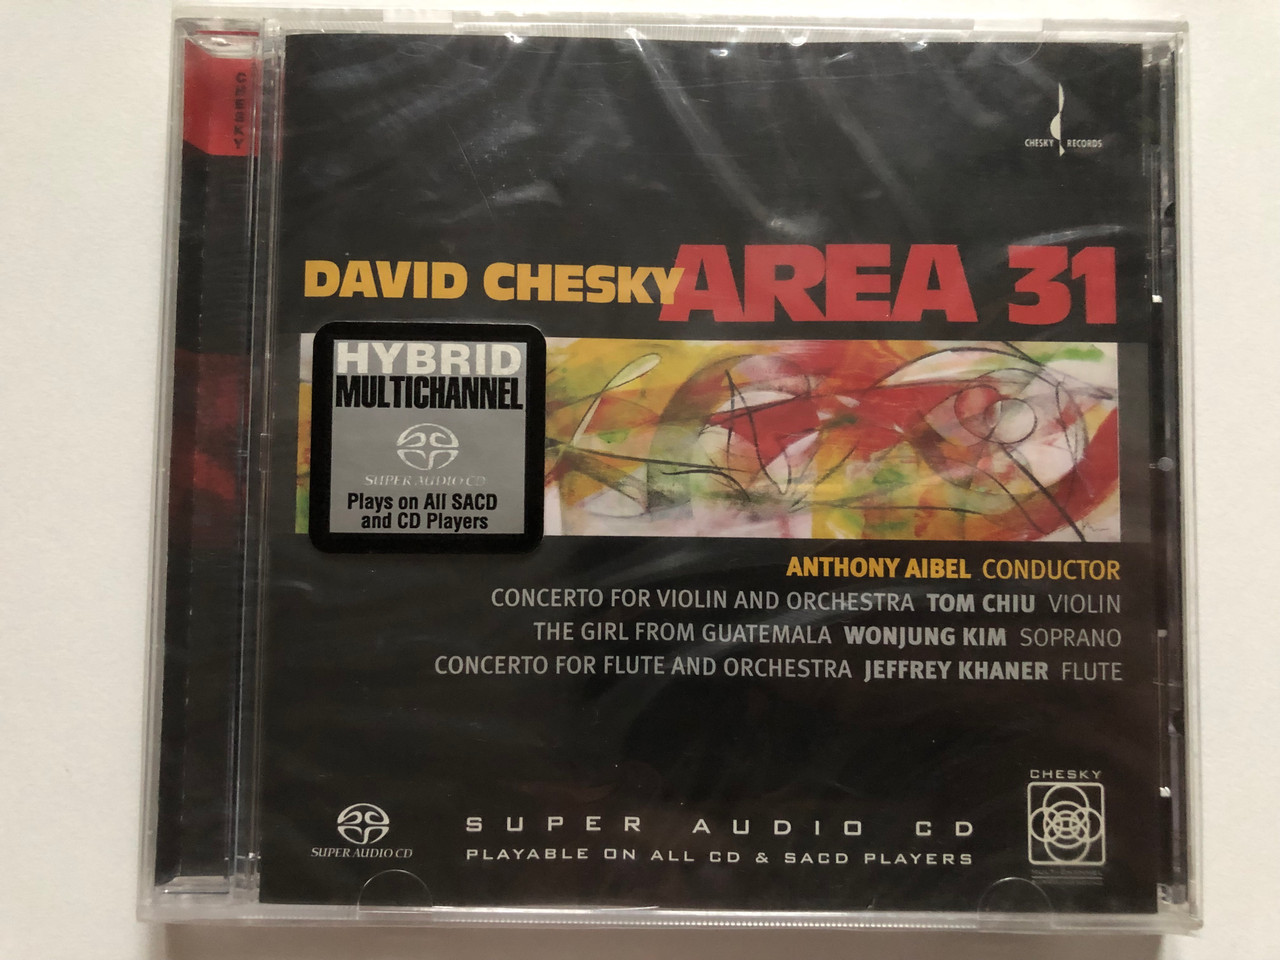 CHESKY
CHESKY RECORDS
DAVID CHESKY AREA 31
HYBRID
MULTICHANNEL
SUPER AUDIO CD
Plays on All SACD
and CD Players
ANTHONY AIBEL CONDUCTOR
CONCERTO FOR VIOLIN AND ORCHESTRA TOM CHIU VIOLIN
THE GIRL FROM GUATEMALA WONJUNG KIM SOPRANO
CONCERTO FOR FLUTE AND ORCHESTRA JEFFREY KHANER FLUTE
SUPER AUDIO CD
SUPER AUDIO CD
PLAYABLE ON ALL CD & SACD PLAYERS
CHESKY